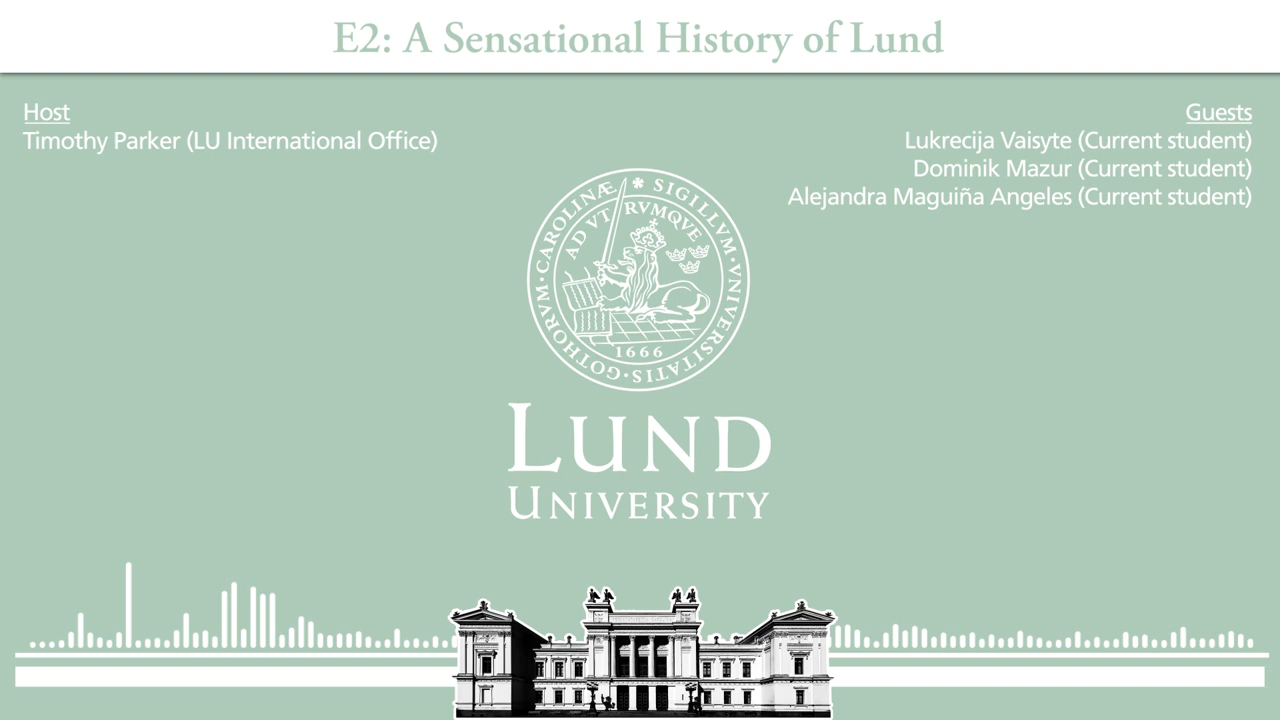 E2: A Sensational History of Lund
Host
Timothy Parker (LU International Office)
Guests
Lukrecija Vaisyte (Current student)
Dominik Mazur (Current student)
Alejandra Maguiña Angeles (Current student)
SIGILLVM·VNIVERSITATIS·GOTHORVM·CAROLINÆ
AD VTRVMQVE
1666
LUND
UNIVERSITY